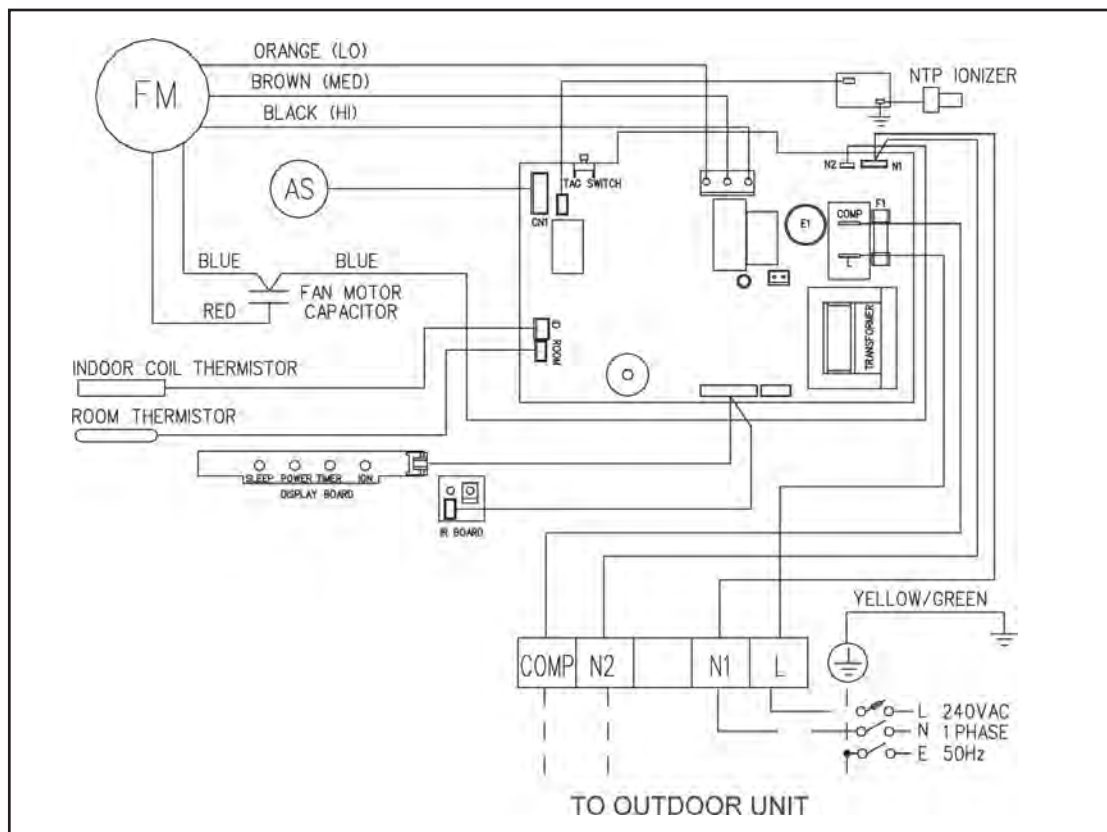 ORANGE (LO)
BROWN (MED)
BLACK (HI)
FM
NTP IONIZER
AS
TAG SWITCH
CN1
N2
N1
E1
COMP
F1
L
BLUE
BLUE
FAN MOTOR
CAPACITOR
RED
ROOM
TRANSFORMER
INDOOR COIL THERMISTOR
ROOM THERMISTOR
SLEEP POWER TIMER ION
DISPLAY BOARD
IR BOARD
YELLOW/GREEN
COMP N2 N1 L
L 240VAC
N 1 PHASE
E 50Hz
TO OUTDOOR UNIT